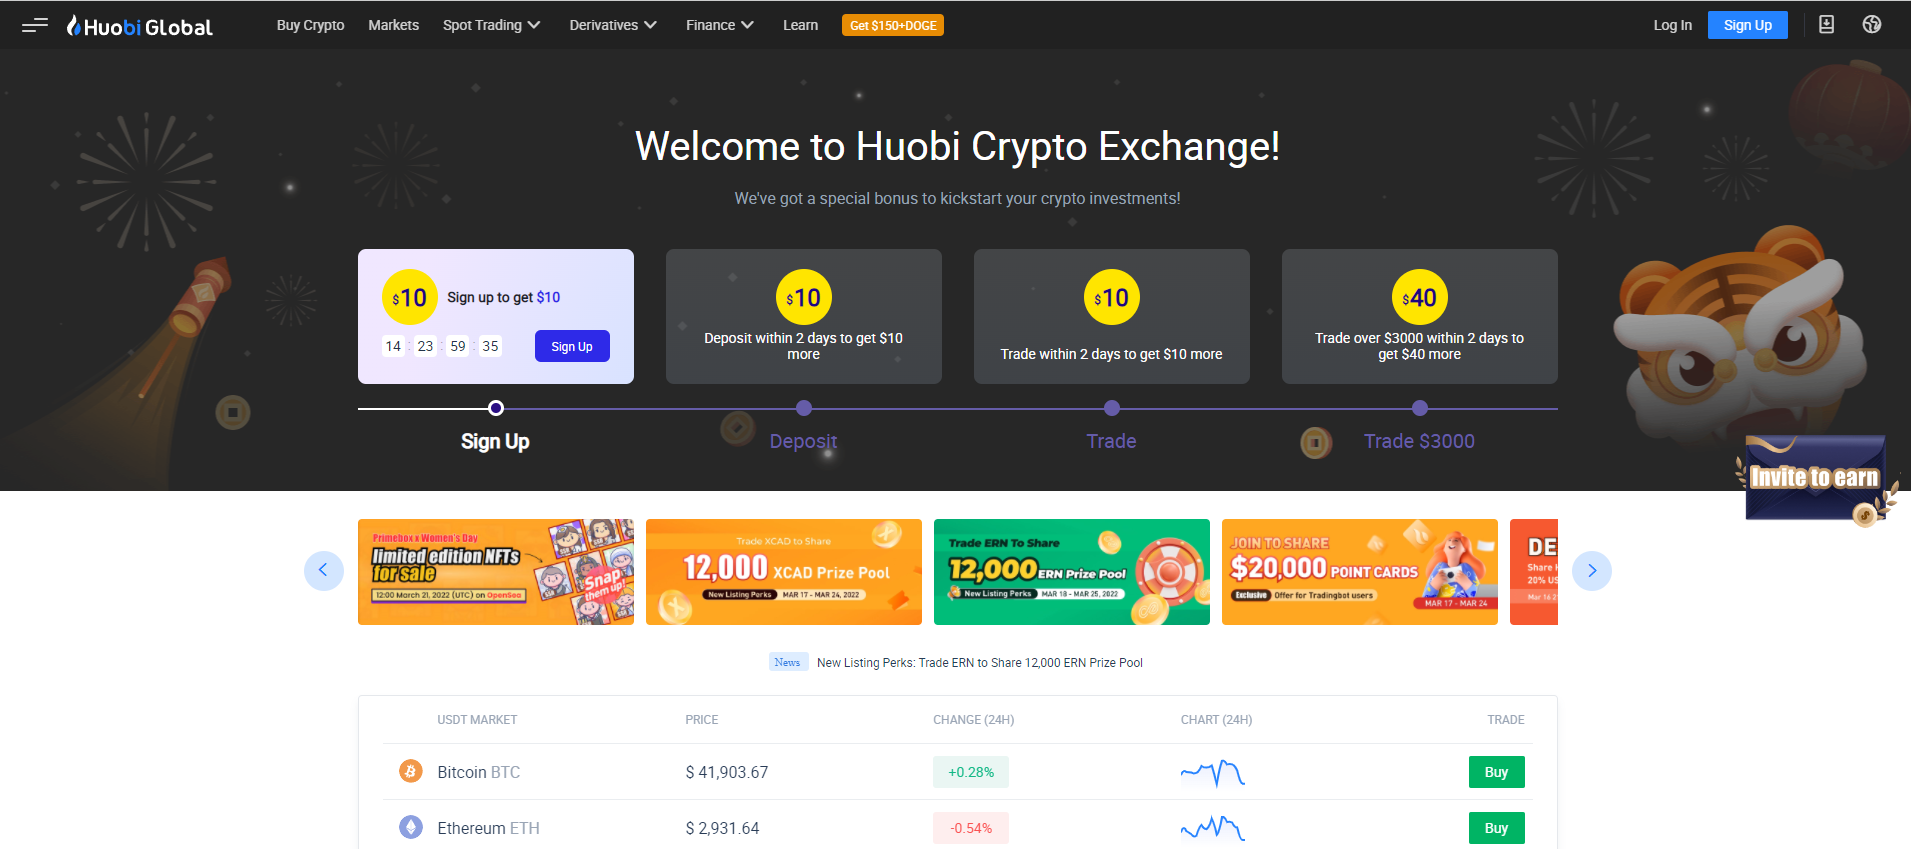 Huobi Global
Buy Crypto
Markets
Spot Trading
Derivatives
Finance
Learn
Get $150+DOGE
Log In
Sign Up
Welcome to Huobi Crypto Exchange!
We've got a special bonus to kickstart your crypto investments!
$10
Sign up to get $10
14 : 23 : 59 : 35
Sign Up
$10
Deposit within 2 days to get $10
more
$10
Trade within 2 days to get $10 more
$40
Trade over $3000 within 2 days to
get $40 more
Sign Up
Deposit
Trade
Trade $3000
Invite to earn
Primebox x Women's Day
limited edition NFTs
for sale
12:00 March 21, 2022 (UTC) on OpenSea
Snap
them up!
Trade XCAD to Share
12,000 XCAD Prize Pool
New Listing Perks MAR 17 - MAR 24, 2022
Trade ERN To Share
12,000 ERN Prize Pool
New Listing Perks MAR 18 - MAR 25, 2022
JOIN TO SHARE
$20,000 POINT CARDS
Exclusive Offer for Tradingbot users
MAR 17 - MAR 24
DE
Share
20% US
Mar 16
News
New Listing Perks: Trade ERN to Share 12,000 ERN Prize Pool
USDT MARKET
PRICE
CHANGE (24H)
CHART (24H)
TRADE
Bitcoin BTC
$ 41,903.67
+0.28%
Buy
Ethereum ETH
$ 2,931.64
-0.54%
Buy